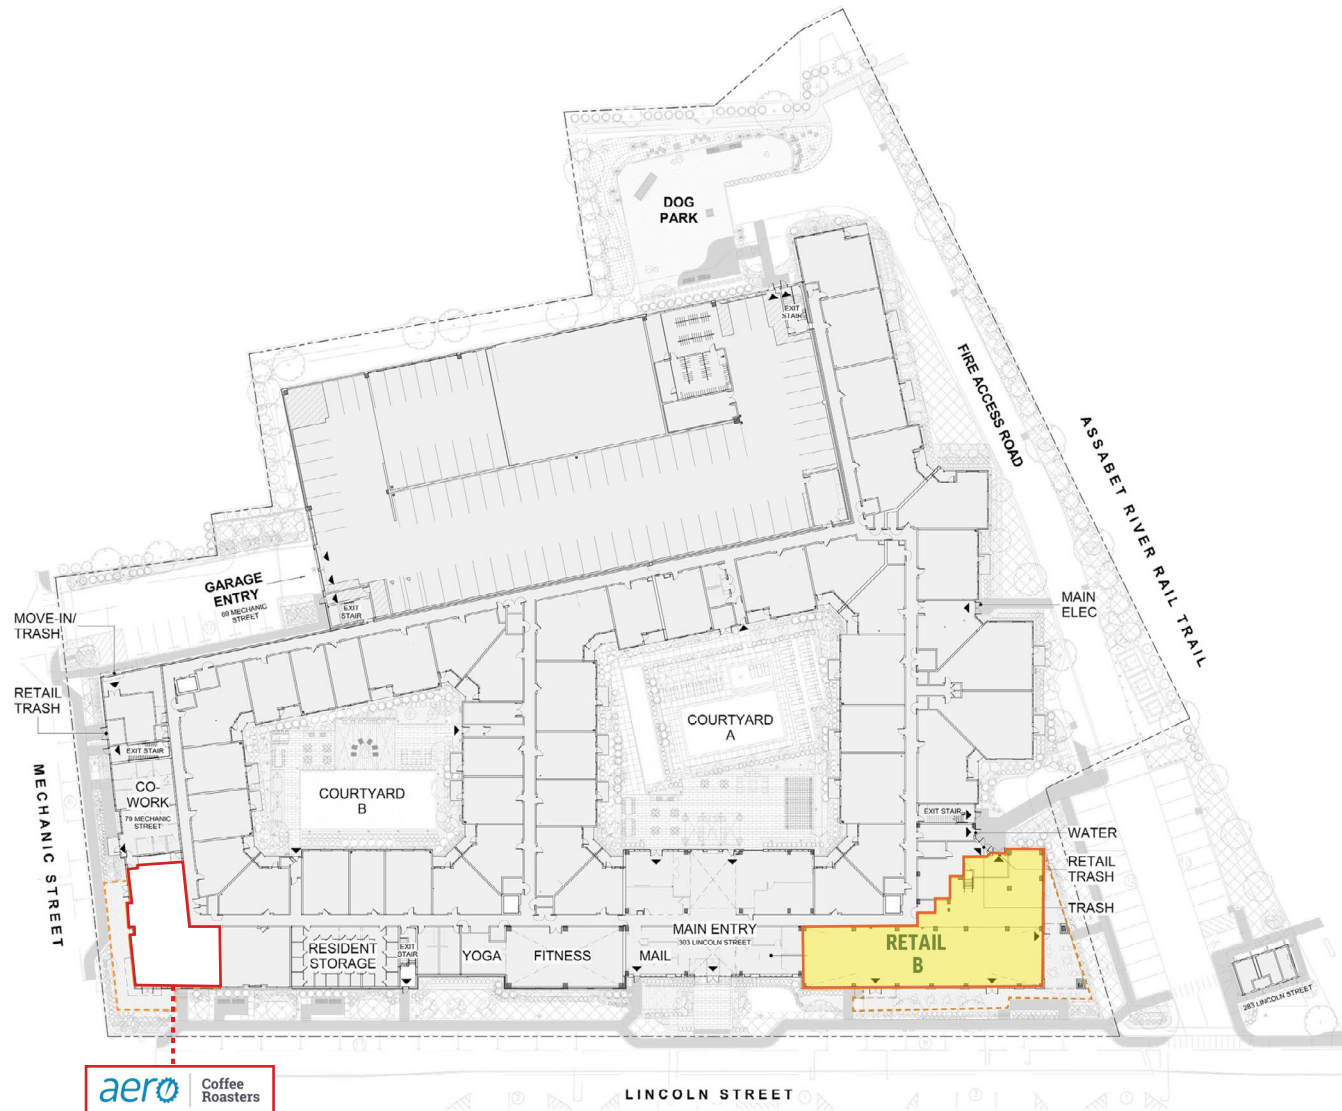 DOG
PARK
EXIT
STAIR
FIRE ACCESS ROAD
ASSABET RIVER RAIL TRAIL
GARAGE
ENTRY
89 MECHANIC
STREET
EXIT
STAIR
MOVE-IN/
TRASH
MAIN
ELEC
RETAIL
TRASH
COURTYARD
A
EXIT STAIR
CO-
WORK
79 MECHANIC
STREET
COURTYARD
B
MECHANIC STREET
EXIT STAIR
WATER
RETAIL
TRASH
TRASH
RESIDENT
STORAGE
EXIT
STAIR
YOGA
FITNESS
MAIL
MAIN ENTRY
303 LINCOLN STREET
RETAIL
B
283 LINCOLN STREET
LINCOLN STREET
aero
Coffee
Roasters